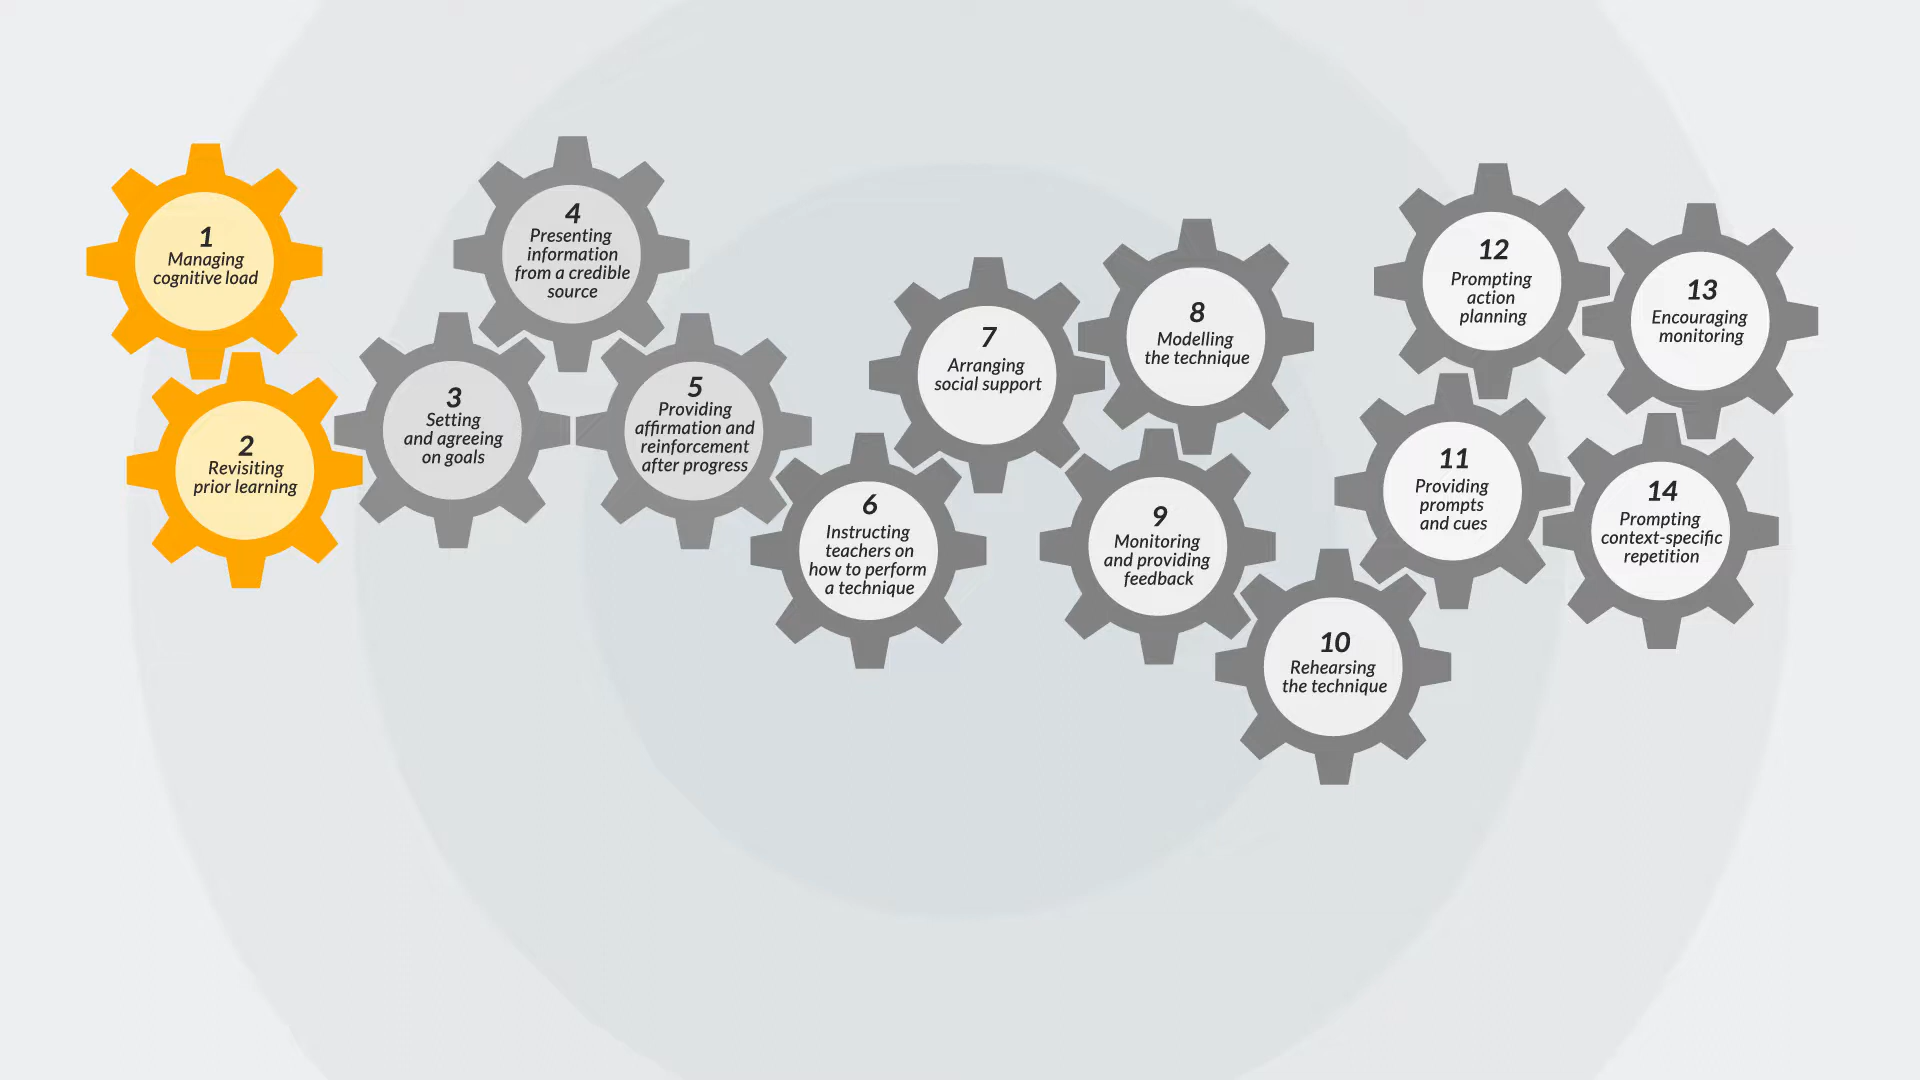 1
Managing
cognitive load
2
Revisiting
prior learning
3
Setting
and agreeing
on goals
4
Presenting
information
from a credible
source
5
Providing
affirmation and
reinforcement
after progress
6
Instructing
teachers on
how to perform
a technique
7
Arranging
social support
8
Modelling
the technique
9
Monitoring
and providing
feedback
10
Rehearsing
the technique
11
Providing
prompts
and cues
12
Prompting
action
planning
13
Encouraging
monitoring
14
Prompting
context-specific
repetition